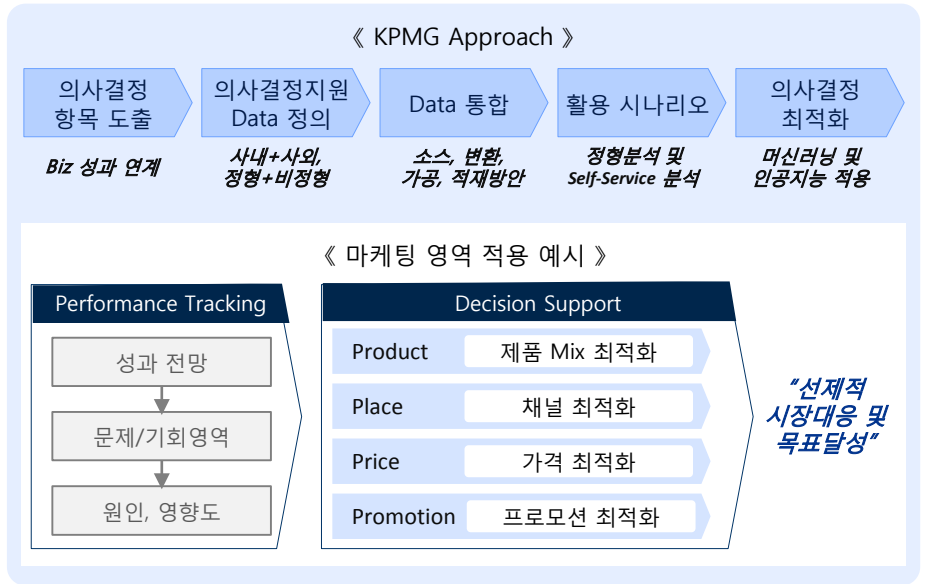 《 KPMG Approach 》
의사결정
항목 도출
의사결정지원
Data 정의
Data 통합
활용 시나리오
의사결정
최적화
Biz 성과 연계
사내+사외,
정형+비정형
소스, 변환,
가공, 적재방안
정형분석 및
Self-Service 분석
머신러닝 및
인공지능 적용
《 마케팅 영역 적용 예시 》
Performance Tracking
성과 전망
문제/기회영역
원인, 영향도
Decision Support
Product 제품 Mix 최적화
Place 채널 최적화
Price 가격 최적화
Promotion 프로모션 최적화
“선제적
시장대응 및
목표달성”